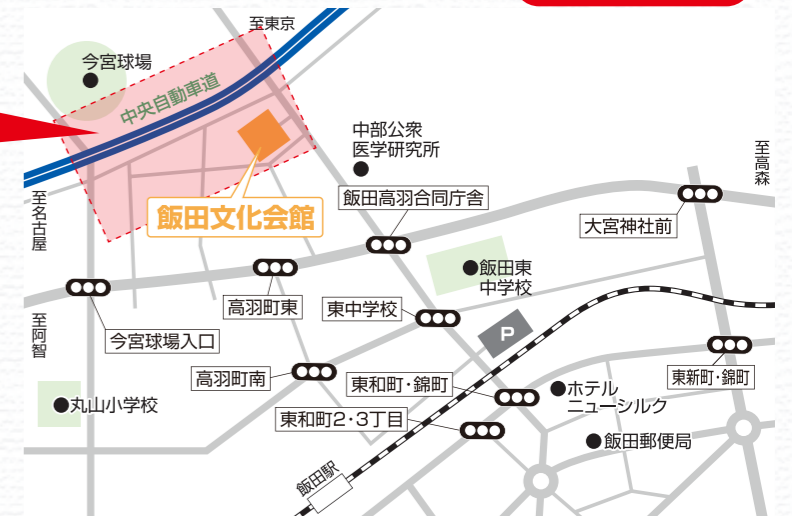 至東京
今宮球場
中央自動車道
中部公衆
医学研究所
至高森
至名古屋
飯田文化会館
飯田高羽合同庁舎
大宮神社前
飯田東
中学校
高羽町東
東中学校
今宮球場入口
至阿智
P
高羽町南
東和町・錦町
東新町・錦町
ホテル
ニューシルク
丸山小学校
東和町2・3丁目
飯田郵便局
飯田駅